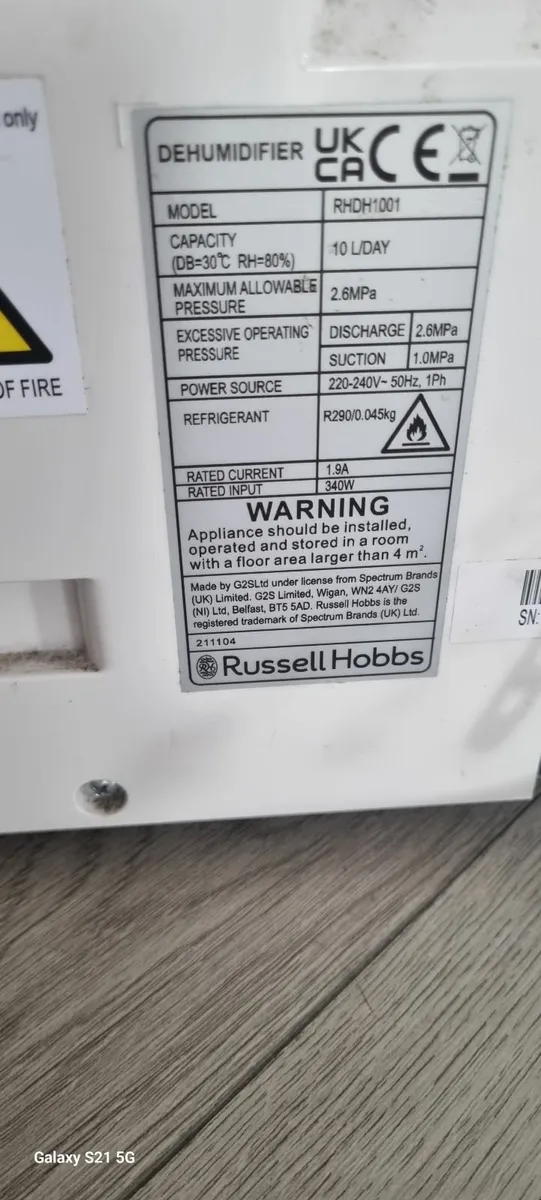 only
OF FIRE
DEHUMIDIFIER UK CA CE
MODEL RHDH1001
CAPACITY
(DB=30℃ RH=80%) 10 L/DAY
MAXIMUM ALLOWABLE
PRESSURE 2.6MPa
EXCESSIVE OPERATING
PRESSURE
DISCHARGE 2.6MPa
SUCTION 1.0MPa
POWER SOURCE 220-240V~ 50Hz, 1Ph
REFRIGERANT R290/0.045kg
RATED CURRENT 1.9A
RATED INPUT 340W
WARNING
Appliance should be installed,
operated and stored in a room
with a floor area larger than 4 m².
Made by G2SLtd under license from Spectrum Brands
(UK) Limited. G2S Limited, Wigan, WN2 4AY/ G2S
(NI) Ltd, Belfast, BT5 5AD. Russell Hobbs is the
registered trademark of Spectrum Brands (UK) Ltd.
211104
RH Russell Hobbs
SN:
Galaxy S21 5G